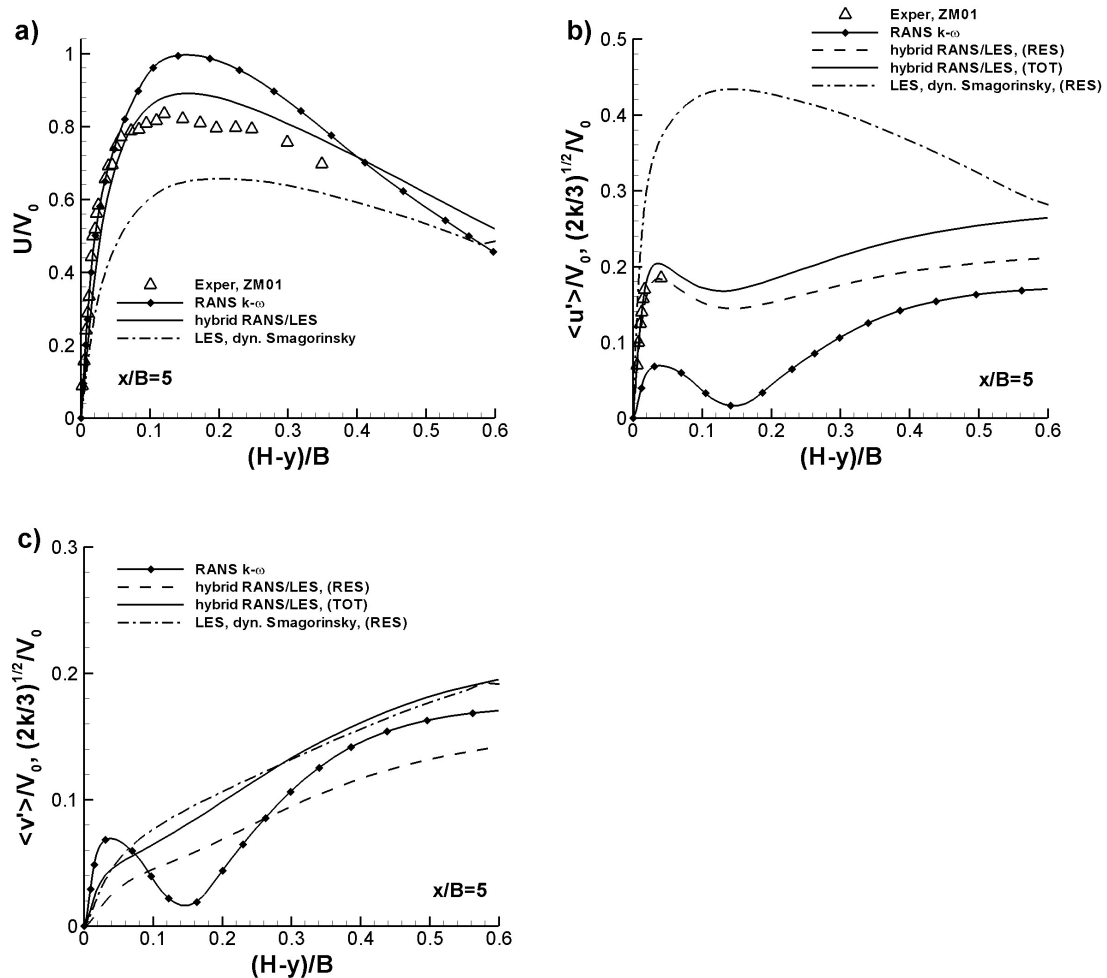 a)
U/V0
1
0.8
0.6
0.4
0.2
0
0 0.1 0.2 0.3 0.4 0.5 0.6
(H-y)/B
Exper, ZM01
RANS k-ω
hybrid RANS/LES
LES, dyn. Smagorinsky
x/B=5
b)
Exper, ZM01
RANS k-ω
hybrid RANS/LES, (RES)
hybrid RANS/LES, (TOT)
LES, dyn. Smagorinsky, (RES)
<u'>/V0, (2k/3)1/2/V0
0.5
0.4
0.3
0.2
0.1
0
0 0.1 0.2 0.3 0.4 0.5 0.6
(H-y)/B
x/B=5
c)
<v'>/V0, (2k/3)1/2/V0
0.3
0.2
0.1
0
0 0.1 0.2 0.3 0.4 0.5 0.6
(H-y)/B
RANS k-ω
hybrid RANS/LES, (RES)
hybrid RANS/LES, (TOT)
LES, dyn. Smagorinsky, (RES)
x/B=5